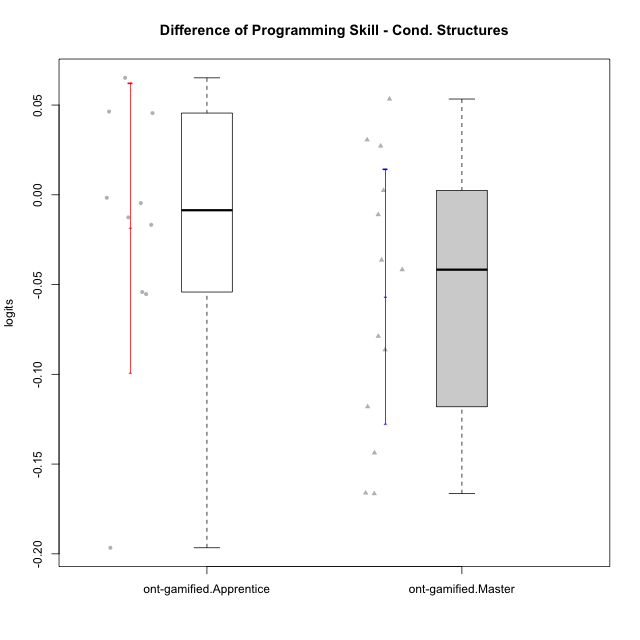 Difference of Programming Skill - Cond. Structures
logits
0.05
0.00
-0.05
-0.10
-0.15
-0.20
ont-gamified.Apprentice
ont-gamified.Master